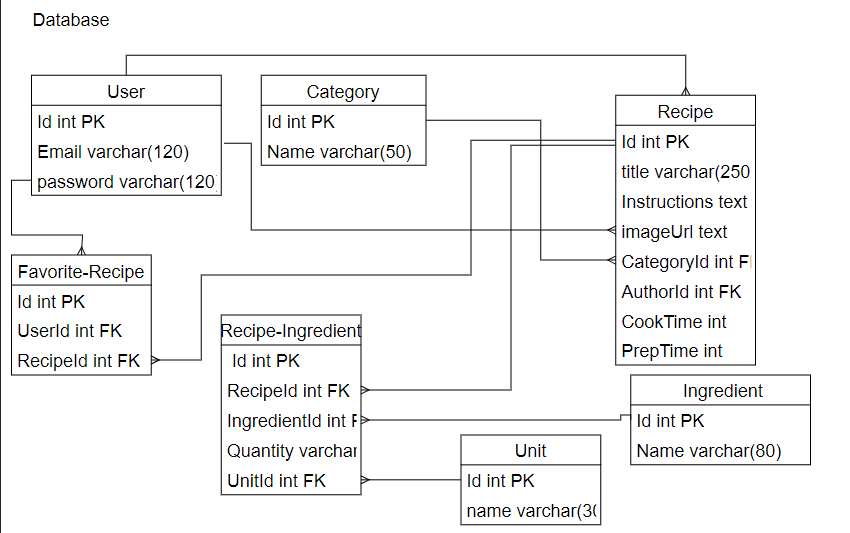 Database
User
Id int PK
Email varchar(120)
password varchar(120
Category
Id int PK
Name varchar(50)
Recipe
Id int PK
title varchar(250
Instructions text
imageUrl text
CategoryId int F
AuthorId int FK
CookTime int
PrepTime int
Favorite-Recipe
Id int PK
UserId int FK
RecipeId int FK
Recipe-Ingredient
Id int PK
RecipeId int FK
IngredientId int F
Quantity varchar
UnitId int FK
Ingredient
Id int PK
Name varchar(80)
Unit
Id int PK
name varchar(30